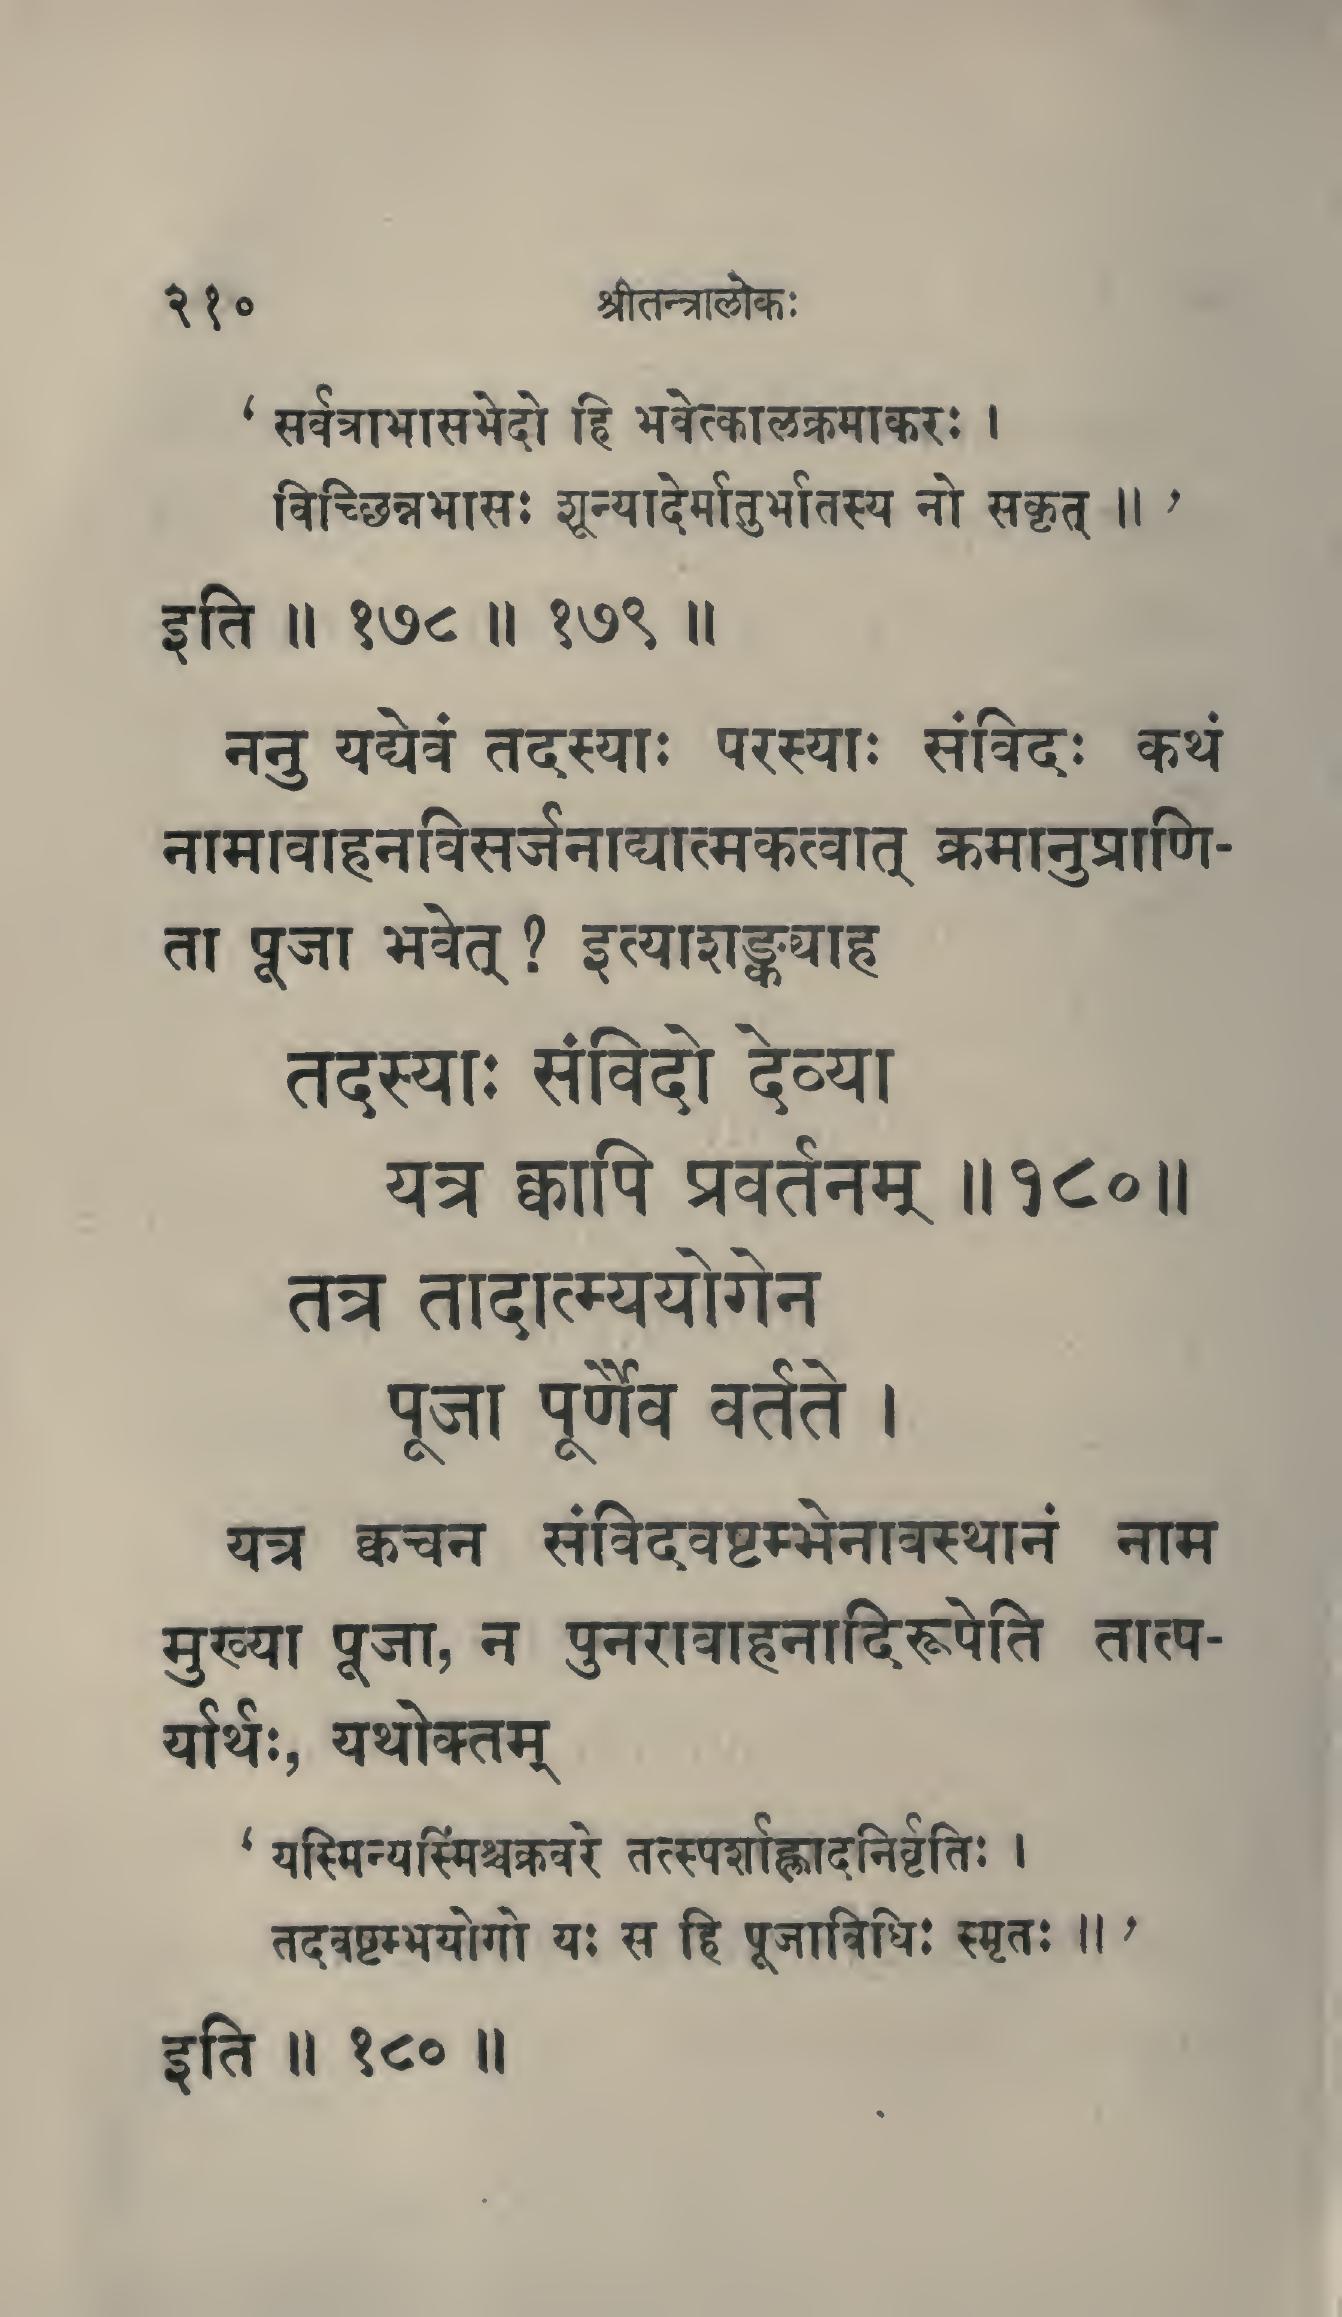 २१० श्रीतन्त्रालोकः
‘ सर्वत्राभासभेदो हि भवेत्कालक्रमाकरः ।
विच्छिन्नभासः शून्यादेर्मातुर्भातस्य नो सकृत् ॥ ’
इति ॥ १७८ ॥ १७९ ॥
ननु यद्येवं तदस्याः परस्याः संविदः कथं
नामावाहनविसर्जनाद्यात्मकत्वात् क्रमानुप्राणि-
ता पूजा भवेत् ? इत्याशङ्क्याह
तदस्याः संविदो देव्या
यत्र क्वापि प्रवर्तनम् ॥१८०॥
तत्र तादात्म्ययोगेन
पूजा पूर्णैव वर्तते ।
यत्र क्वचन संविदवष्टम्भेनावस्थानं नाम
मुख्या पूजा, न पुनरावाहनादिरूपेति तात्प-
र्यार्थः, यथोक्तम्
‘ यस्मिन्यस्मिंश्चक्रवरे तत्स्पर्शाह्लादनिर्वृतिः ।
तदवष्टम्भयोगो यः स हि पूजाविधिः स्मृतः ॥ ’
इति ॥ १८० ॥